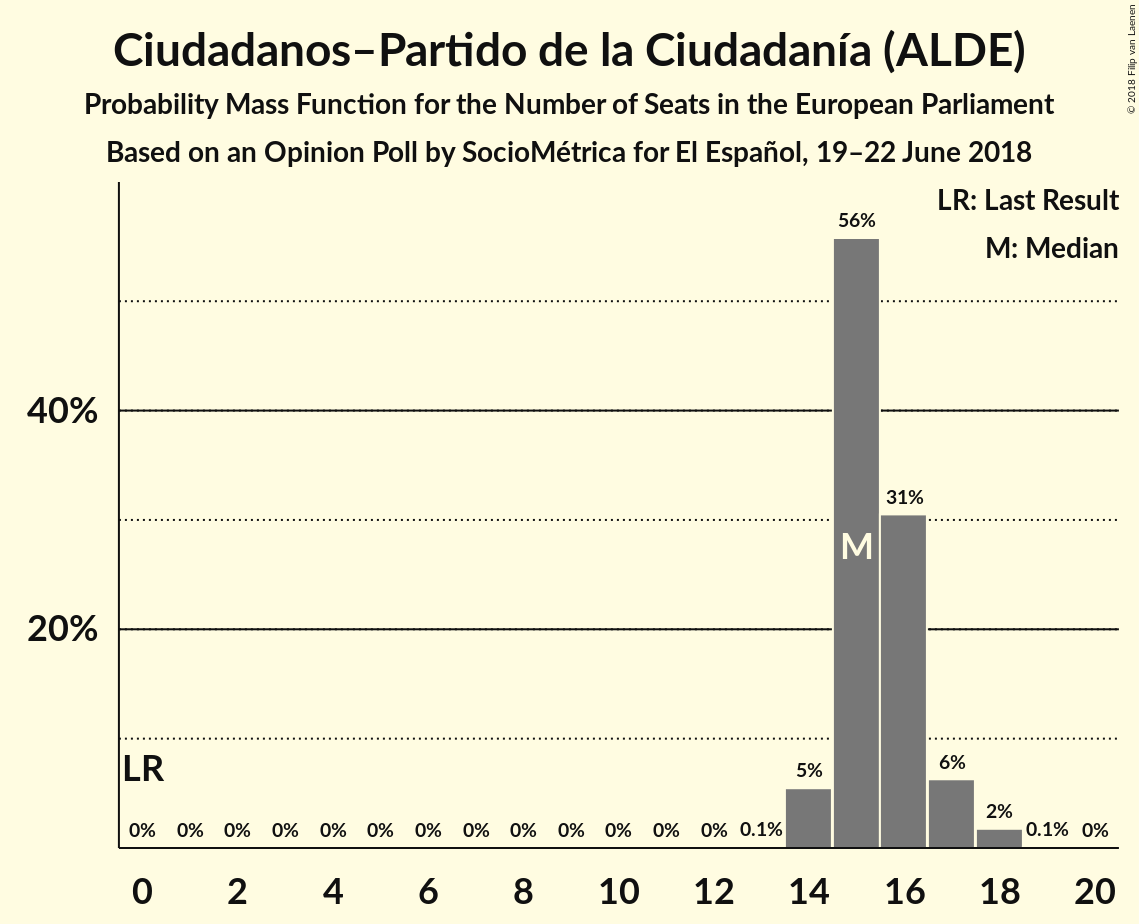 Ciudadanos–Partido de la Ciudadanía (ALDE)
Probability Mass Function for the Number of Seats in the European Parliament
Based on an Opinion Poll by SocioMétrica for El Español, 19–22 June 2018
© 2018 Filip van Laenen
LR: Last Result
M: Median
56%
40%
31%
M
20%
LR
0% 0% 0% 0% 0% 0% 0% 0% 0% 0% 0% 0% 0% 0.1% 5% 6% 2% 0.1% 0%
0 2 4 6 8 10 12 14 16 18 20